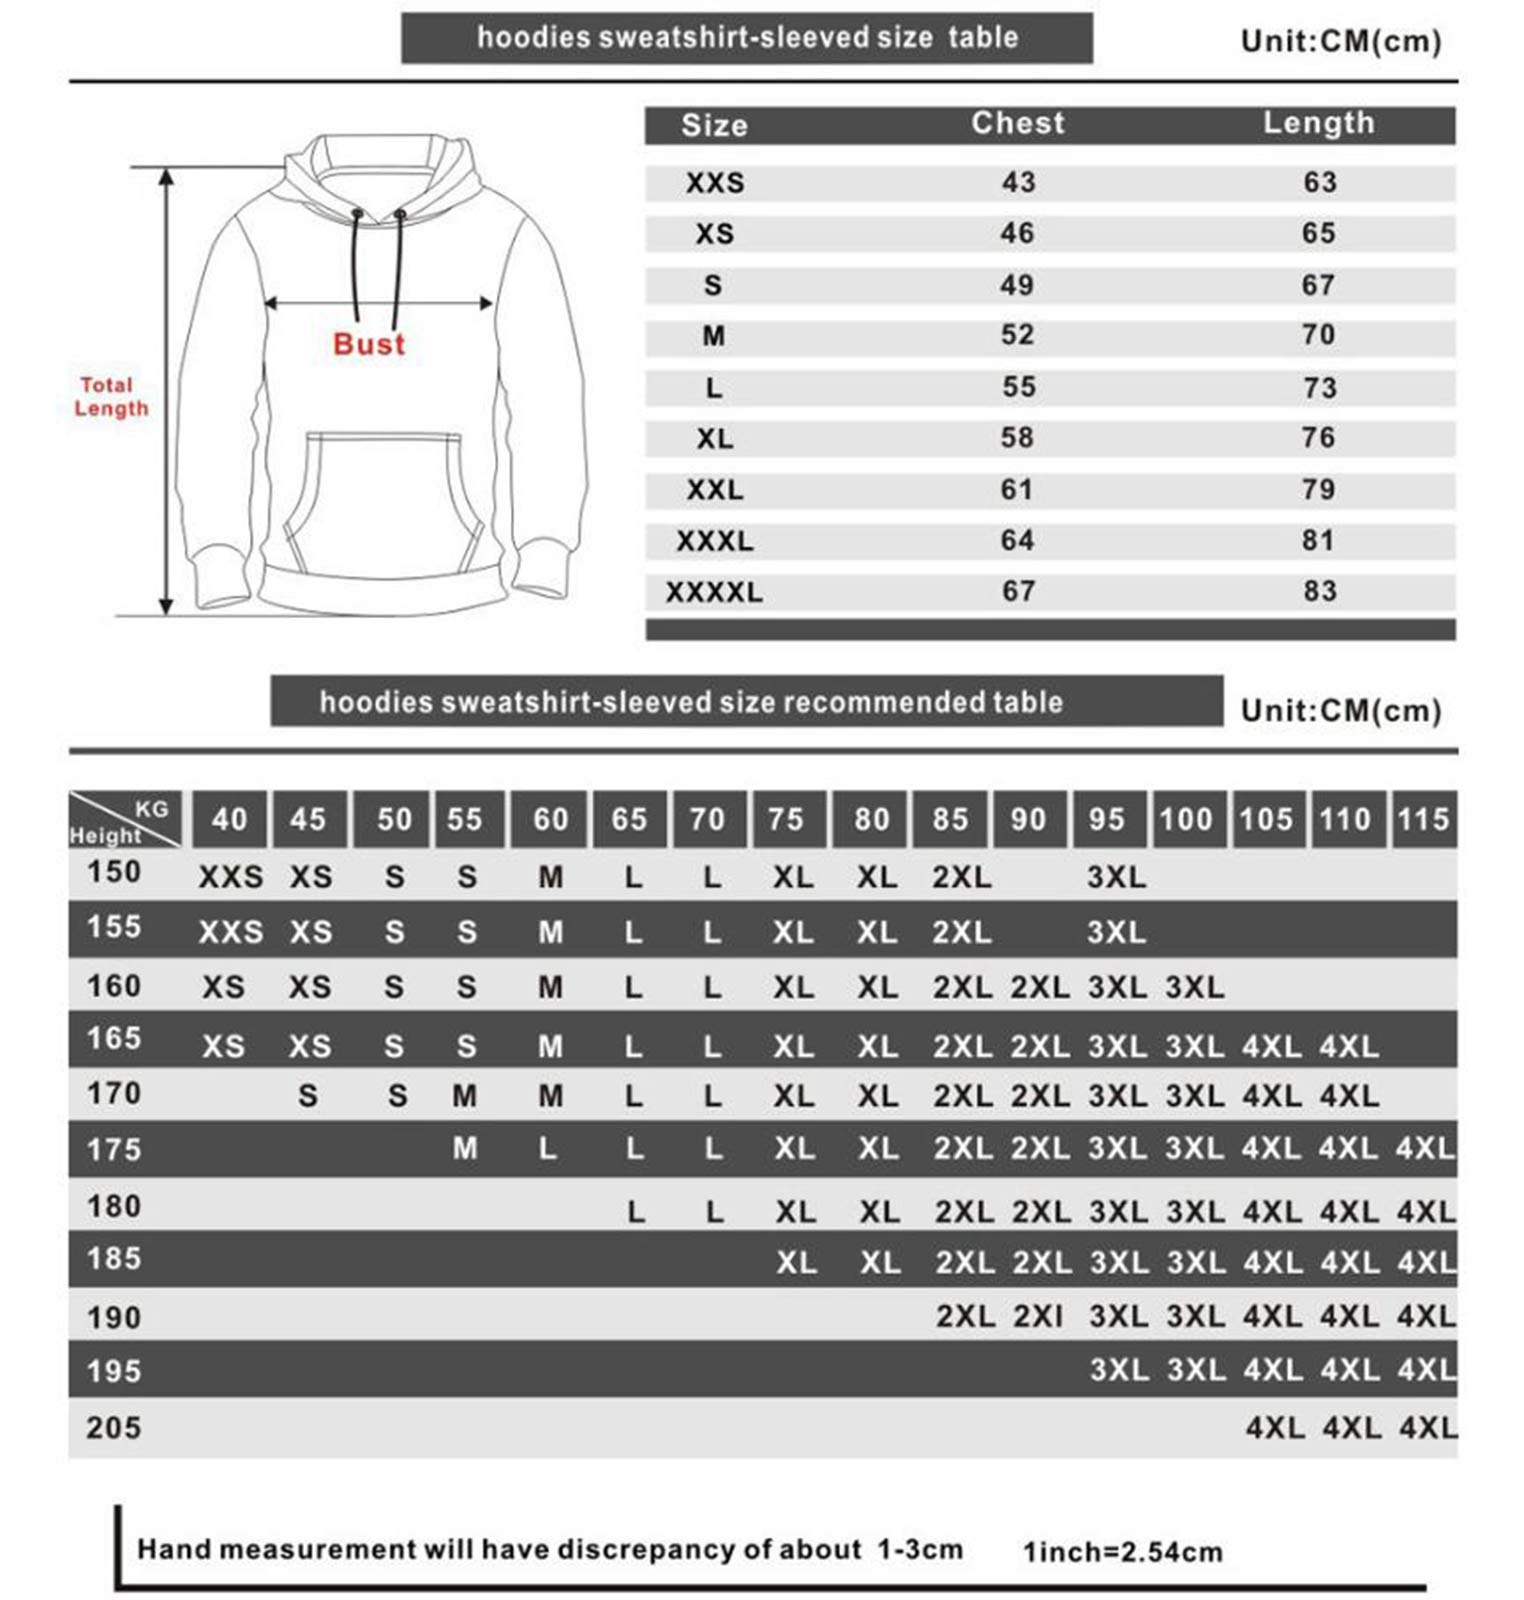 hoodies sweatshirt-sleeved size table Unit:CM(cm)
Size Chest Length
XXS 43 63
XS 46 65
S 49 67
M 52 70
L 55 73
XL 58 76
XXL 61 79
XXXL 64 81
XXXXL 67 83
Bust
Total
Length
hoodies sweatshirt-sleeved size recommended table Unit:CM(cm)
KG
Height 40 45 50 55 60 65 70 75 80 85 90 95 100 105 110 115
150 XXS XS S S M L L XL XL 2XL 3XL
155 XXS XS S S M L L XL XL 2XL 3XL
160 XS XS S S M L L XL XL 2XL 2XL 3XL 3XL
165 XS XS S S M L L XL XL 2XL 2XL 3XL 3XL 4XL 4XL
170 S S M M L L XL XL 2XL 2XL 3XL 3XL 4XL 4XL
175 M L L L XL XL 2XL 2XL 3XL 3XL 4XL 4XL 4XL
180 L L XL XL 2XL 2XL 3XL 3XL 4XL 4XL 4XL
185 XL XL 2XL 2XL 3XL 3XL 4XL 4XL 4XL
190 2XL 2XI 3XL 3XL 4XL 4XL 4XL
195 3XL 3XL 4XL 4XL 4XL
205 4XL 4XL 4XL
Hand measurement will have discrepancy of about 1-3cm 1inch=2.54cm